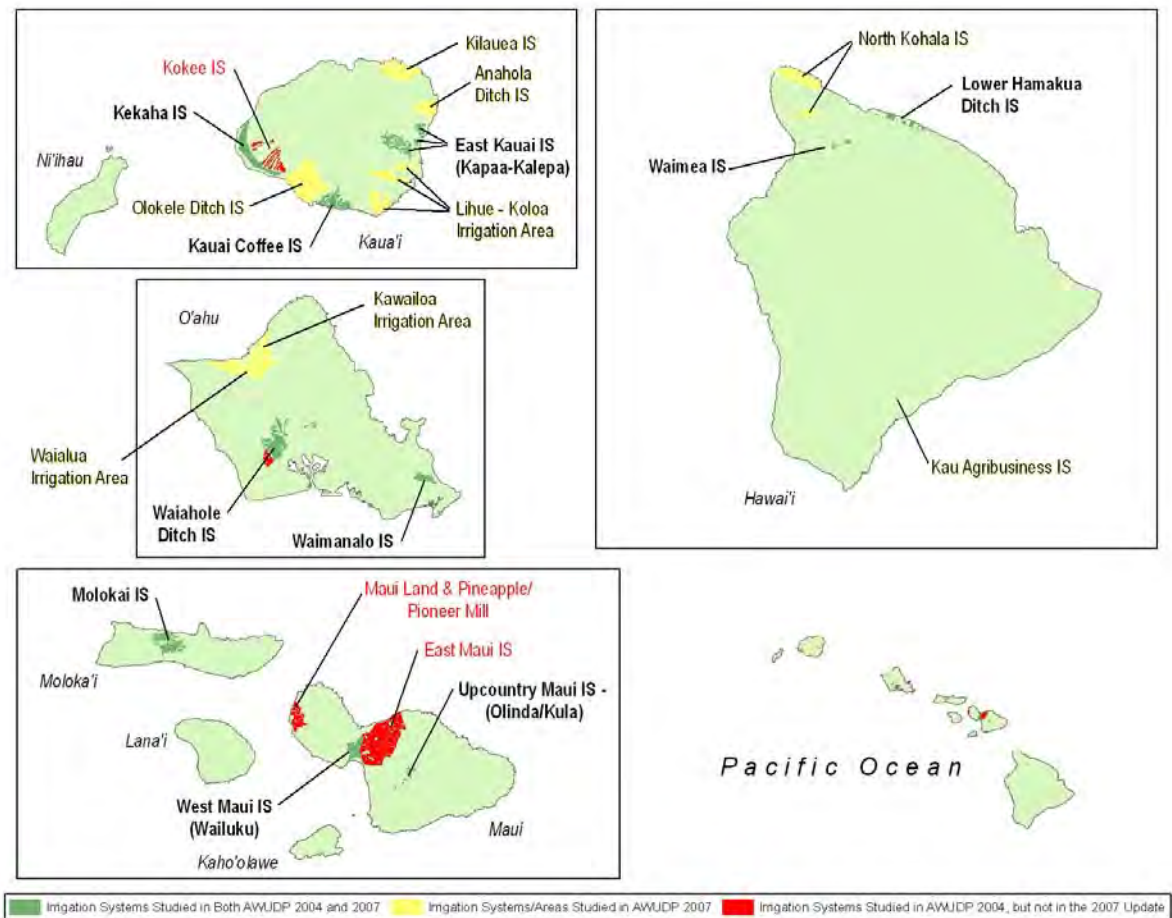 Kilauea IS
Kokee IS
Anahola
Ditch IS
Kekaha IS
East Kauai IS
(Kapaa-Kalepa)
Ni'ihau
Olokele Ditch IS
Lihue - Koloa
Irrigation Area
Kauai Coffee IS
Kaua'i
North Kohala IS
Lower Hamakua
Ditch IS
Waimea IS
Kau Agribusiness IS
Hawai'i
O'ahu
Kawailoa
Irrigation Area
Waialua
Irrigation Area
Waiahole
Ditch IS
Waimanalo IS
Maui Land & Pineapple/
Pioneer Mill
Molokai IS
East Maui IS
Moloka'i
Upcountry Maui IS -
(Olinda/Kula)
Lana'i
West Maui IS
(Wailuku)
Maui
Kaho'olawe
Pacific Ocean
Irrigation Systems Studied in Both AWUDP 2004 and 2007
Irrigation Systems/Areas Studied in AWUDP 2007
Irrigation Systems Studied in AWUDP 2004, but not in the 2007 Update